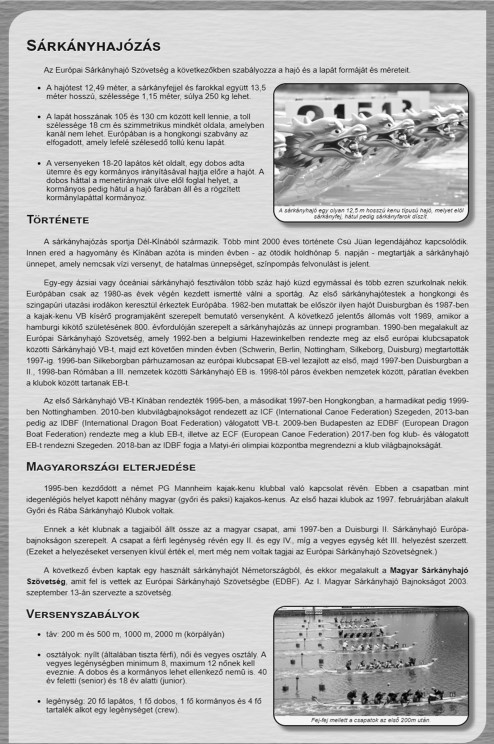 SÁRKÁNYHAJÓZÁS
Az Európai Sárkányhajó Szövetség a következőkben szabályozza a hajó és a lapát formáját és méreteit.
• A hajótest 12,49 méter, a sárkányfejjel és farokkal együtt 13,5
méter hosszú, szélessége 1,15 méter, súlya 250 kg lehet.
• A lapát hosszának 105 és 130 cm között kell lennie, a toll
szélessége 18 cm és szimmetrikus mindkét oldala, amelyben
kanál nem lehet. Európában is a hongkongi szabvány az
elfogadott, amely lefelé szélesedő tollú kenu lapát.
• A versenyeken 18-20 lapátos két oldalt, egy dobos adta
ütemre és egy kormányos irányításával hajtja előre a hajót. A
dobos háttal a menetiránynak ülve elől foglal helyet, a
kormányos pedig hátul a hajó farában áll és a rögzített
kormánylapáttal kormányoz.
A sárkányhajó egy olyan 12,5 m hosszú kenu típusú hajó, melyet elől
sárkányfej, hátul pedig sárkányfarok díszít.
TÖRTÉNETE
A sárkányhajózás sportja Dél-Kínából származik. Több mint 2000 éves története Csü Jüan legendájához kapcsolódik.
Innen ered a hagyomány és Kínában azóta is minden évben - az ötödik holdhónap 5. napján - megtartják a sárkányhajó
ünnepet, amely nemcsak vízi versenyt, de hatalmas ünnepséget, színpompás felvonulást is jelent.
Egy-egy ázsiai vagy óceániai sárkányhajó fesztiválon több száz hajó küzd egymással és több ezren szurkolnak nekik.
Európában csak az 1980-as évek végén kezdett ismertté válni a sportág. Az első sárkányhajótestek a hongkongi és
szingapúri utazási irodákon keresztül érkeztek Európába. 1982-ben mutattak be először ilyen hajót Duisburgban és 1987-ben
a kajak-kenu VB kísérő programjaként szerepelt bemutató versenyként. A következő jelentős állomás volt 1989, amikor a
hamburgi kikötő születésének 800. évfordulóján szerepelt a sárkányhajózás az ünnepi programban. 1990-ben megalakult az
Európai Sárkányhajó Szövetség, amely 1992-ben a belgiumi Hazewinkelben rendezte meg az első európai klubcsapatok
közötti Sárkányhajó VB-t, majd ezt követően minden évben (Schwerin, Berlin, Nottingham, Silkeborg, Duisburg) megtartották
1997-ig. 1996-ban Silkeborgban párhuzamosan az európai klubcsapat EB-vel lezajlott az első, majd 1997-ben Duisburgban a
II., 1998-ban Rómában a III. nemzetek közötti Sárkányhajó EB is. 1998-tól páros években nemzetek között, páratlan években
a klubok között tartanak EB-t.
Az első Sárkányhajó VB-t Kínában rendezték 1995-ben, a másodikat 1997-ben Hongkongban, a harmadikat pedig 1999-
ben Nottinghamben. 2010-ben klubvilágbajnokságot rendezett az ICF (International Canoe Federation) Szegeden, 2013-ban
pedig az IDBF (International Dragon Boat Federation) válogatott VB-t. 2009-ben Budapesten az EDBF (European Dragon
Boat Federation) rendezte meg a klub EB-t, illetve az ECF (European Canoe Federation) 2017-ben fog klub- és válogatott
EB-t rendezni Szegeden. 2018-ban az IDBF fogja a Matyi-éri olimpiai központba megrendezni a klub világbajnokságát.
MAGYARORSZÁGI ELTERJEDÉSE
1995-ben kezdődött a német PG Mannheim kajak-kenu klubbal való kapcsolat révén. Ebben a csapatban mint
idegenlégiós helyet kapott néhány magyar (győri és paksi) kajakos-kenus. Az első hazai klubok az 1997. februárjában alakult
Győri és Rába Sárkányhajó Klubok voltak.
Ennek a két klubnak a tagjaiból állt össze az a magyar csapat, ami 1997-ben a Duisburgi II. Sárkányhajó Európa-
bajnokságon szerepelt. A csapat a férfi legénység révén egy II. és egy IV., míg a vegyes egység két III. helyezést szerzett.
(Ezeket a helyezéseket versenyen kívül érték el, mert még nem voltak tagjai az Európai Sárkányhajó Szövetségnek.)
A következő évben kaptak egy használt sárkányhajót Németországból, és ekkor megalakult a Magyar Sárkányhajó
Szövetség, amit fel is vettek az Európai Sárkányhajó Szövetségbe (EDBF). Az I. Magyar Sárkányhajó Bajnokságot 2003.
szeptember 13-án szervezte a szövetség.
VERSENYSZABÁLYOK
• táv: 200 m és 500 m, 1000 m, 2000 m (körpályán)
• osztályok: nyílt (általában tiszta férfi), női és vegyes osztály. A
vegyes legénységben minimum 8, maximum 12 nőnek kell
eveznie. A dobos és a kormányos lehet ellenkező nemű is. 40
év feletti (senior) és 18 év alatti (junior).
• legénység: 20 fő lapátos, 1 fő dobos, 1 fő kormányos és 4 fő
tartalék alkot egy legénységet (crew).
Fej-fej mellett a csapatok az első 200m után.